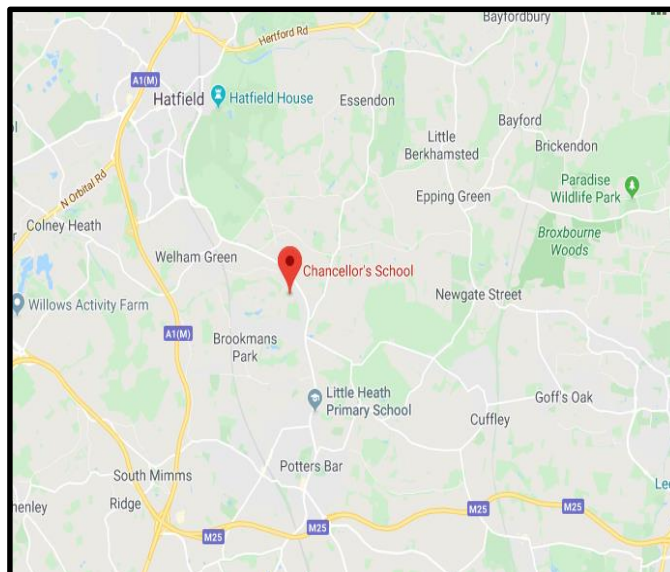 Bayfordbury
Hertford Rd
A1(M)
Hatfield
Hatfield House
Essendon
Bayford
Little
Berkhamsted
Brickendon
N Orbital Rd
Epping Green
Paradise
Wildlife Park
Colney Heath
Broxbourne
Woods
Welham Green
Chancellor's School
Newgate Street
Willows Activity Farm
A1(M)
Brookmans
Park
Little Heath
Primary School
Goff's Oak
Cuffley
Potters Bar
South Mimms
Ridge
henley
M25
M25
M25
M25